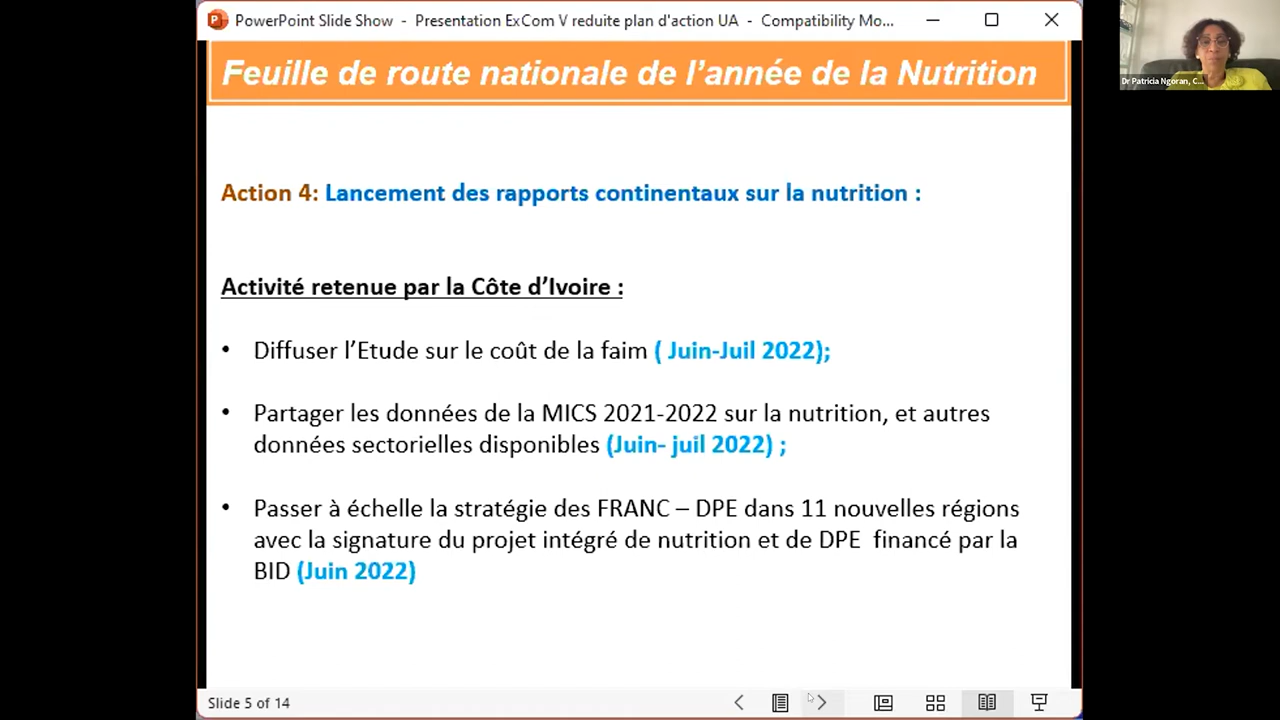 PowerPoint Slide Show - Presentation ExCom V reduite plan d'action UA - Compatibility Mo...
Dr Patricia Ngoran, C...
Feuille de route nationale de l’année de la Nutrition
Action 4: Lancement des rapports continentaux sur la nutrition :
Activité retenue par la Côte d’Ivoire :
• Diffuser l’Etude sur le coût de la faim ( Juin-Juil 2022);
• Partager les données de la MICS 2021-2022 sur la nutrition, et autres
données sectorielles disponibles (Juin- juil 2022) ;
• Passer à échelle la stratégie des FRANC – DPE dans 11 nouvelles régions
avec la signature du projet intégré de nutrition et de DPE financé par la
BID (Juin 2022)
Slide 5 of 14